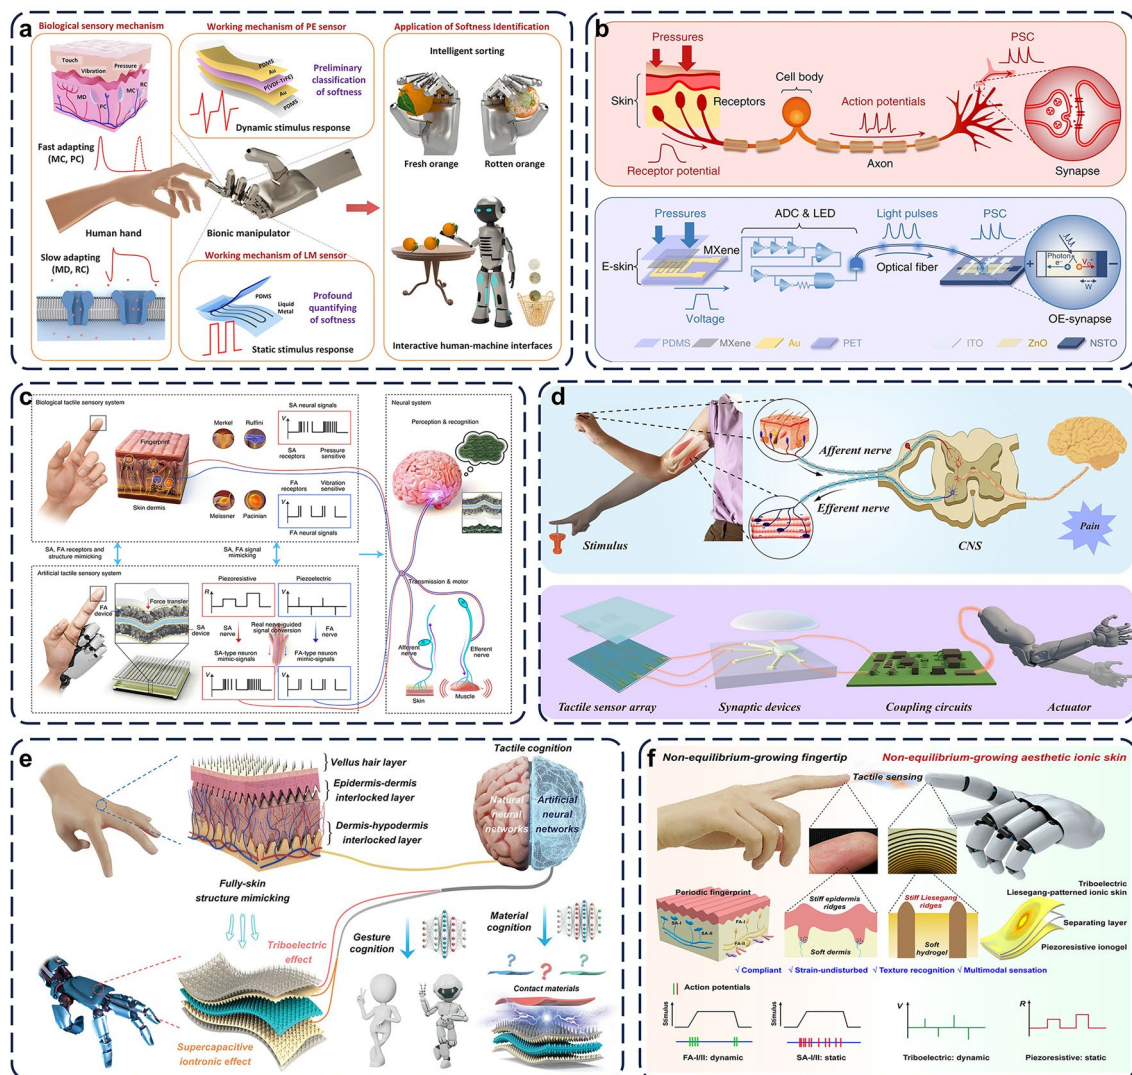 a
Biological sensory mechanism
Touch
Vibration
Pressure
MD
PC
MC
RC
Fast adapting
(MC, PC)
Human hand
Slow adapting
(MD, RC)
Working mechanism of PE sensor
PDMS
Au
P(VDF-TrFE)
Au
PDMS
Preliminary
classification
of softness
Dynamic stimulus response
Bionic manipulator
Working mechanism of LM sensor
PDMS
Liquid
Metal
Profound
quantifying
of softness
Static stimulus response
Application of Softness Identification
Intelligent sorting
Fresh orange
Rotten orange
Interactive human-machine interfaces
b
Pressures
Skin
Receptors
Receptor potential
Cell body
Action potentials
Axon
PSC
Synapse
Pressures
MXene
E-skin
Voltage
ADC & LED
Light pulses
Optical fiber
PSC
Photon
e-
W
OE-synapse
PDMS
MXene
Au
PET
ITO
ZnO
NSTO
c
Biological tactile sensory system
Fingerprint
Skin dermis
Merkel
Ruffini
Meissner
Pacinian
SA neural signals
V
SA
receptors
Pressure
sensitive
FA
receptors
Vibration
sensitive
V
FA neural signals
Neural system
Perception & recognition
SA, FA receptors and
structure mimicking
SA, FA signal
mimicking
Artificial tactile sensory system
FA
device
Force transfer
SA
device
Piezoresistive
R
Piezoelectric
V
SA
nerve
Real nerve-guided
signal conversion
FA
nerve
SA-type neuron
mimic-signals
FA-type neuron
mimic-signals
V
V
Transmission & motor
Afferent
nerve
Efferent
nerve
Skin
Muscle
d
Stimulus
Afferent nerve
Efferent nerve
CNS
Pain
Tactile sensor array
Synaptic devices
Coupling circuits
Actuator
e
Vellus hair layer
Epidermis-dermis
interlocked layer
Dermis-hypodermis
interlocked layer
Tactile cognition
Natural
neural
networks
Artificial
neural
networks
Fully-skin
structure mimicking
Triboelectric
effect
Supercapacitive
iontronic effect
Gesture
cognition
Material
cognition
? ? ?
Contact materials
f
Non-equilibrium-growing fingertip
Non-equilibrium-growing aesthetic ionic skin
Tactile sensing
Periodic fingerprint
SA-I
SA-II
FA-I
FA-II
Stiff epidermis
ridges
Soft dermis
Stiff Liesegang
ridges
Soft
hydrogel
Triboelectric
Liesegang-patterned ionic skin
Separating layer
Piezoresistive ionogel
√ Compliant √ Strain-undisturbed √ Texture recognition √ Multimodal sensation
Action potentials
Stimulus
FA-I/II: dynamic
Stimulus
SA-I/II: static
V
Triboelectric: dynamic
R
Piezoresistive: static